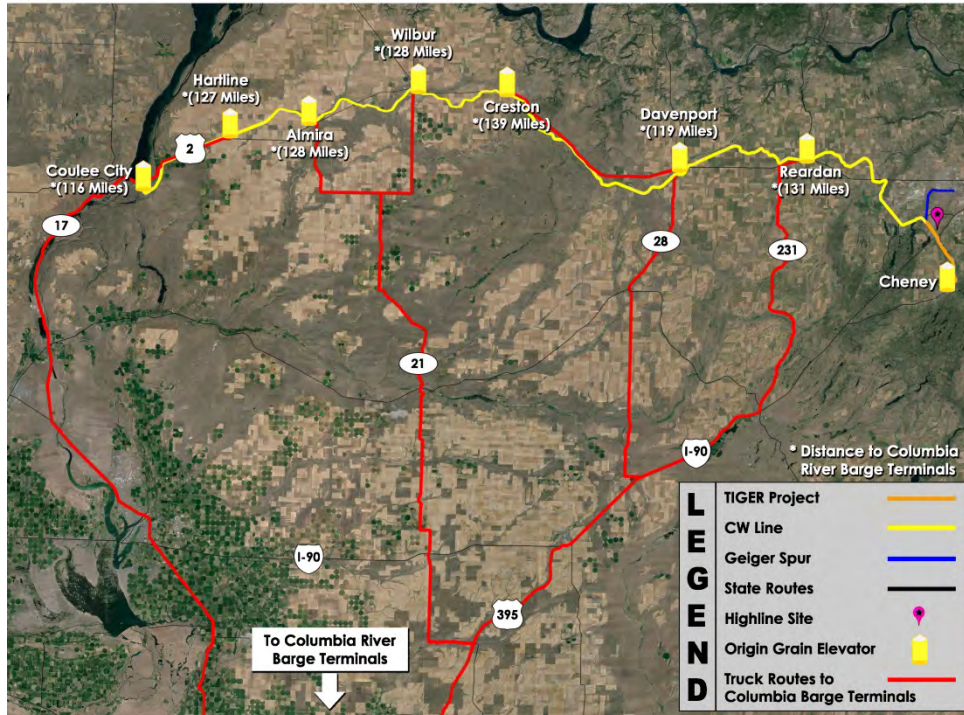 Wilbur
*(128 Miles)
Hartline
*(127 Miles)
Creston
*(139 Miles)
Davenport
*(119 Miles)
Almira
*(128 Miles)
2
Coulee City
*(116 Miles)
Reardan
*(131 Miles)
17
28
231
Cheney
21
I-90
* Distance to Columbia
River Barge Terminals
I-90
395
To Columbia River
Barge Terminals
LEGEND
TIGER Project
CW Line
Geiger Spur
State Routes
Highline Site
Origin Grain Elevator
Truck Routes to
Columbia Barge Terminals